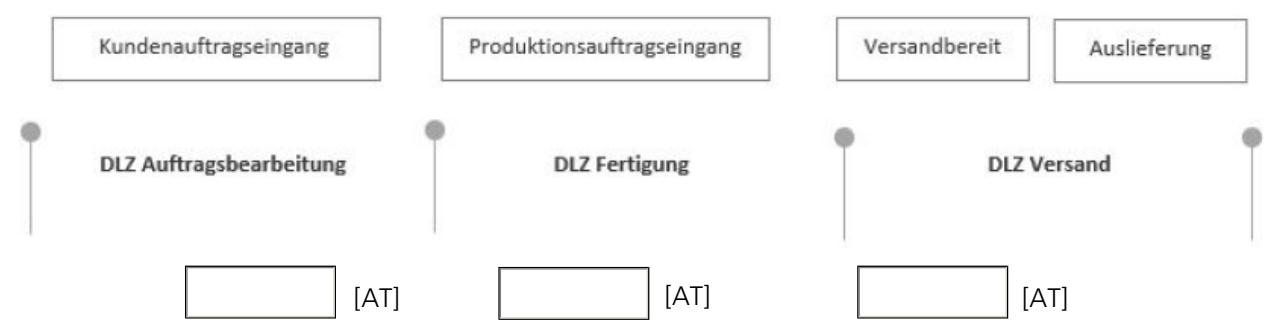 Kundenauftragseingang
Produktionsauftragseingang
Versandbereit
Auslieferung
DLZ Auftragsbearbeitung
DLZ Fertigung
DLZ Versand
[AT]
[AT]
[AT]